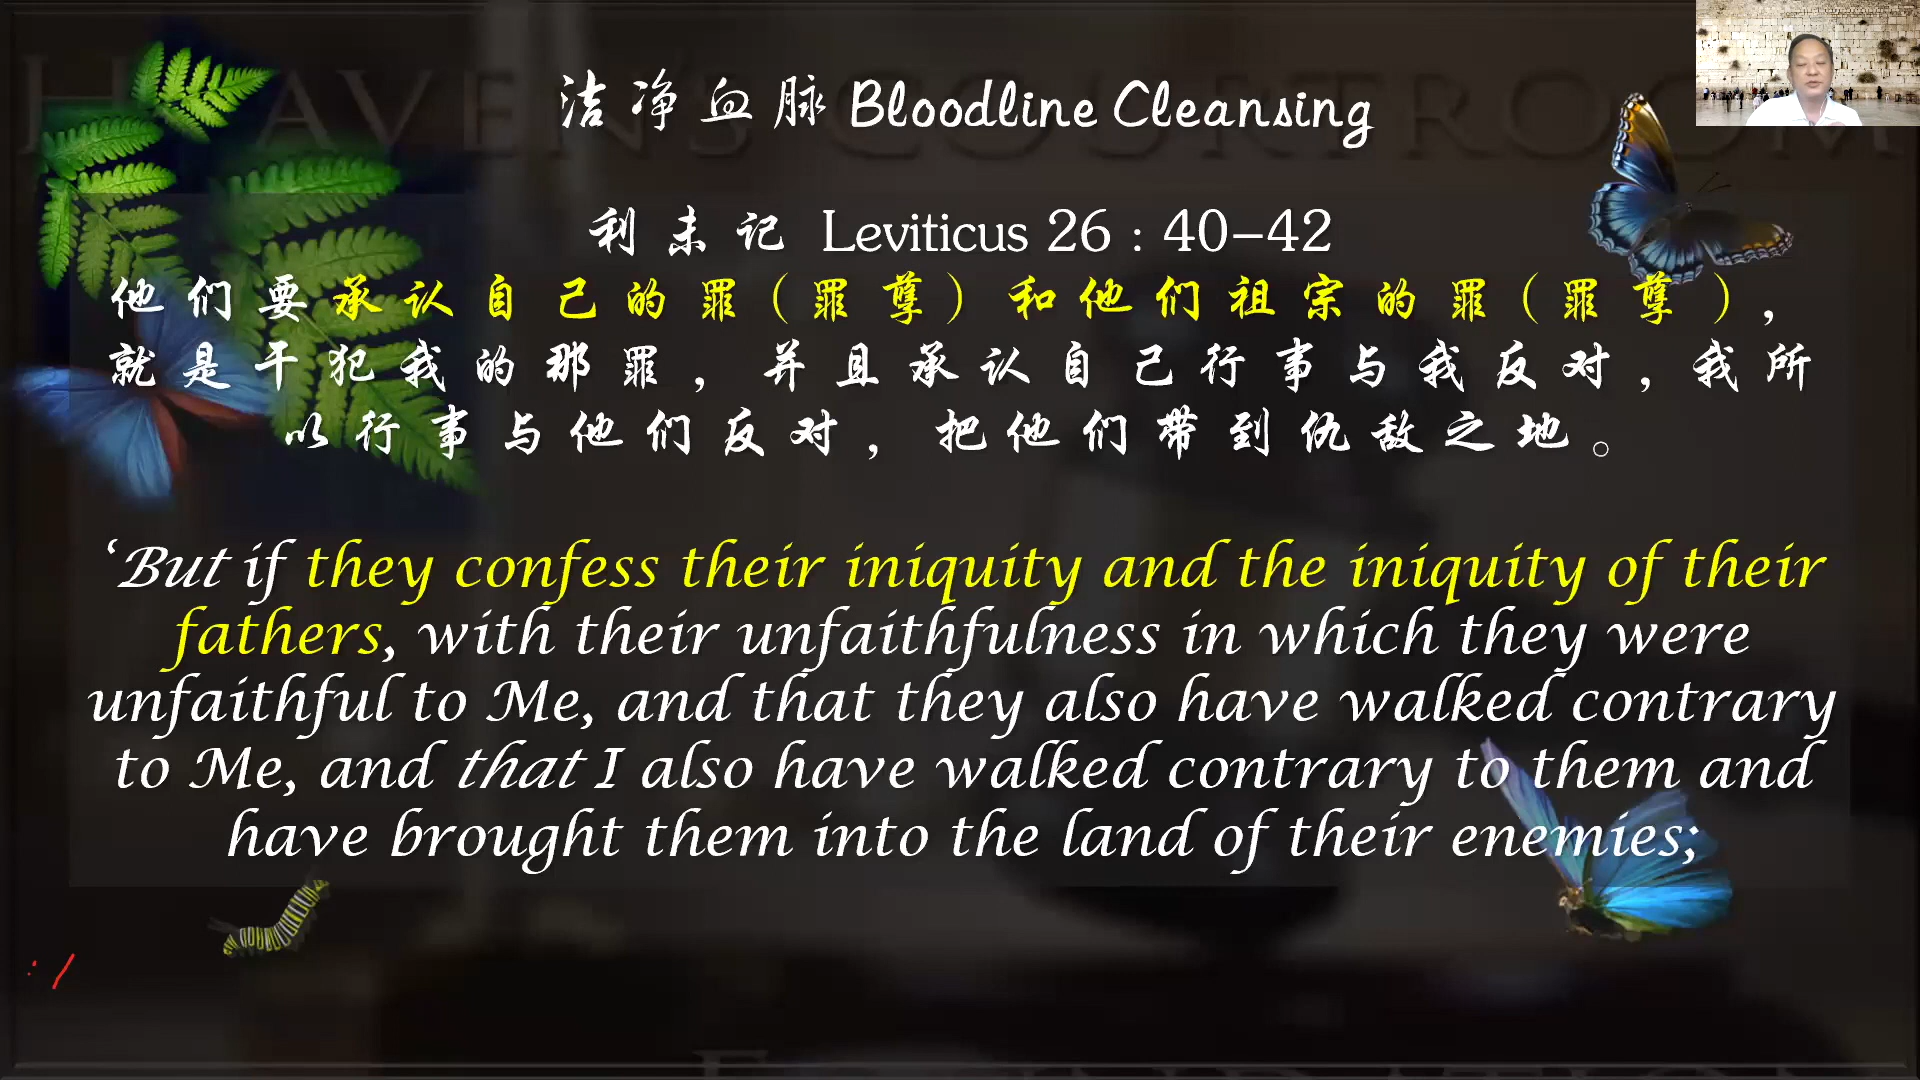 HEAVEN'S COURTROOM
洁净血脉 Bloodline Cleansing
利未记 Leviticus 26 : 40-42
他们要承认自己的罪（罪孽）和他们祖宗的罪（罪孽），
就是干犯我的那罪，并且承认自己行事与我反对，我所
以行事与他们反对，把他们带到仇敌之地。
‘But if they confess their iniquity and the iniquity of their
fathers, with their unfaithfulness in which they were
unfaithful to Me, and that they also have walked contrary
to Me, and that I also have walked contrary to them and
have brought them into the land of their enemies;